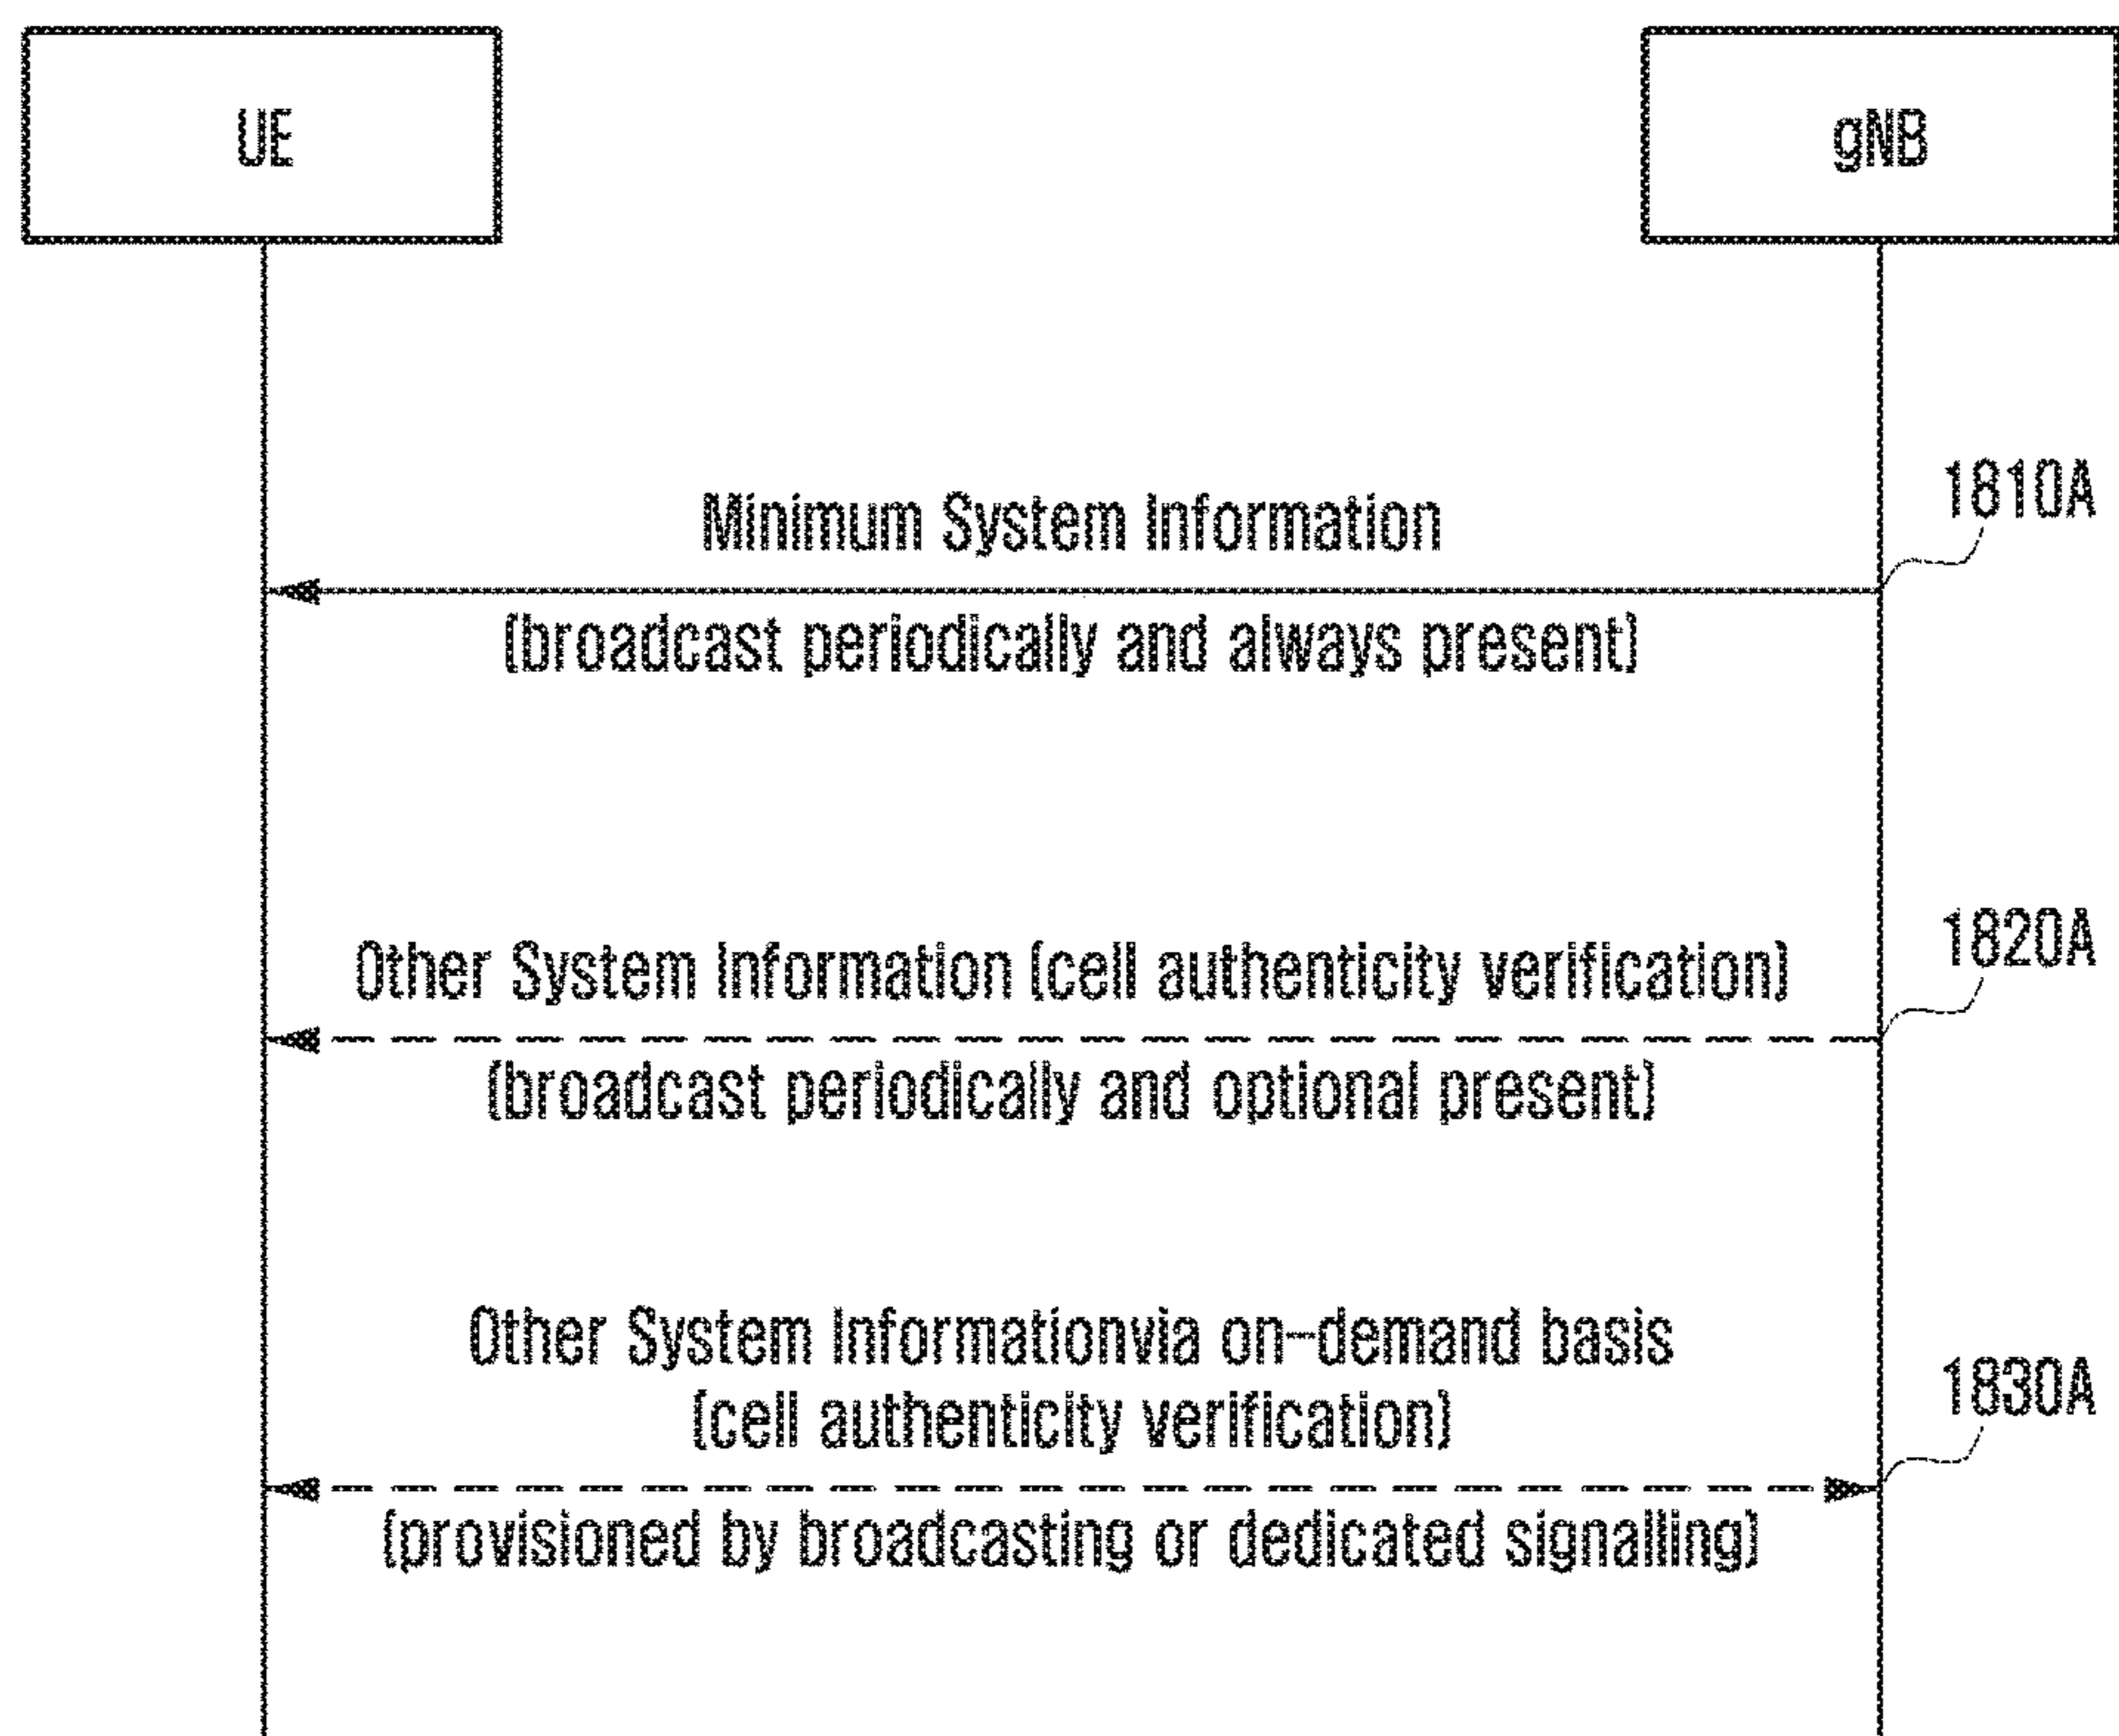 UE
gNB
1810A
Minimum System Information
(broadcast periodically and always present)
1820A
Other System Information (cell authenticity verification)
(broadcast periodically and optional present)
Other System Informationvia on-demand basis
1830A
(cell authenticity verification)
(provisioned by broadcasting or dedicated signalling)